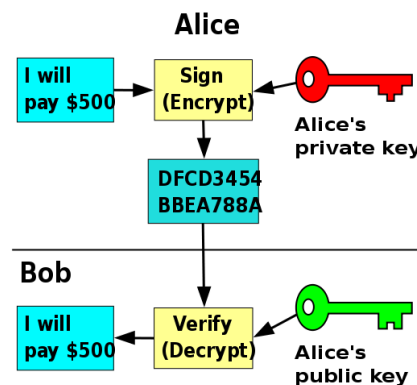 Alice
I will
pay $500
Sign
(Encrypt)
Alice's
private key
DFCD3454
BBEA788A
Bob
I will
pay $500
Verify
(Decrypt)
Alice's
public key